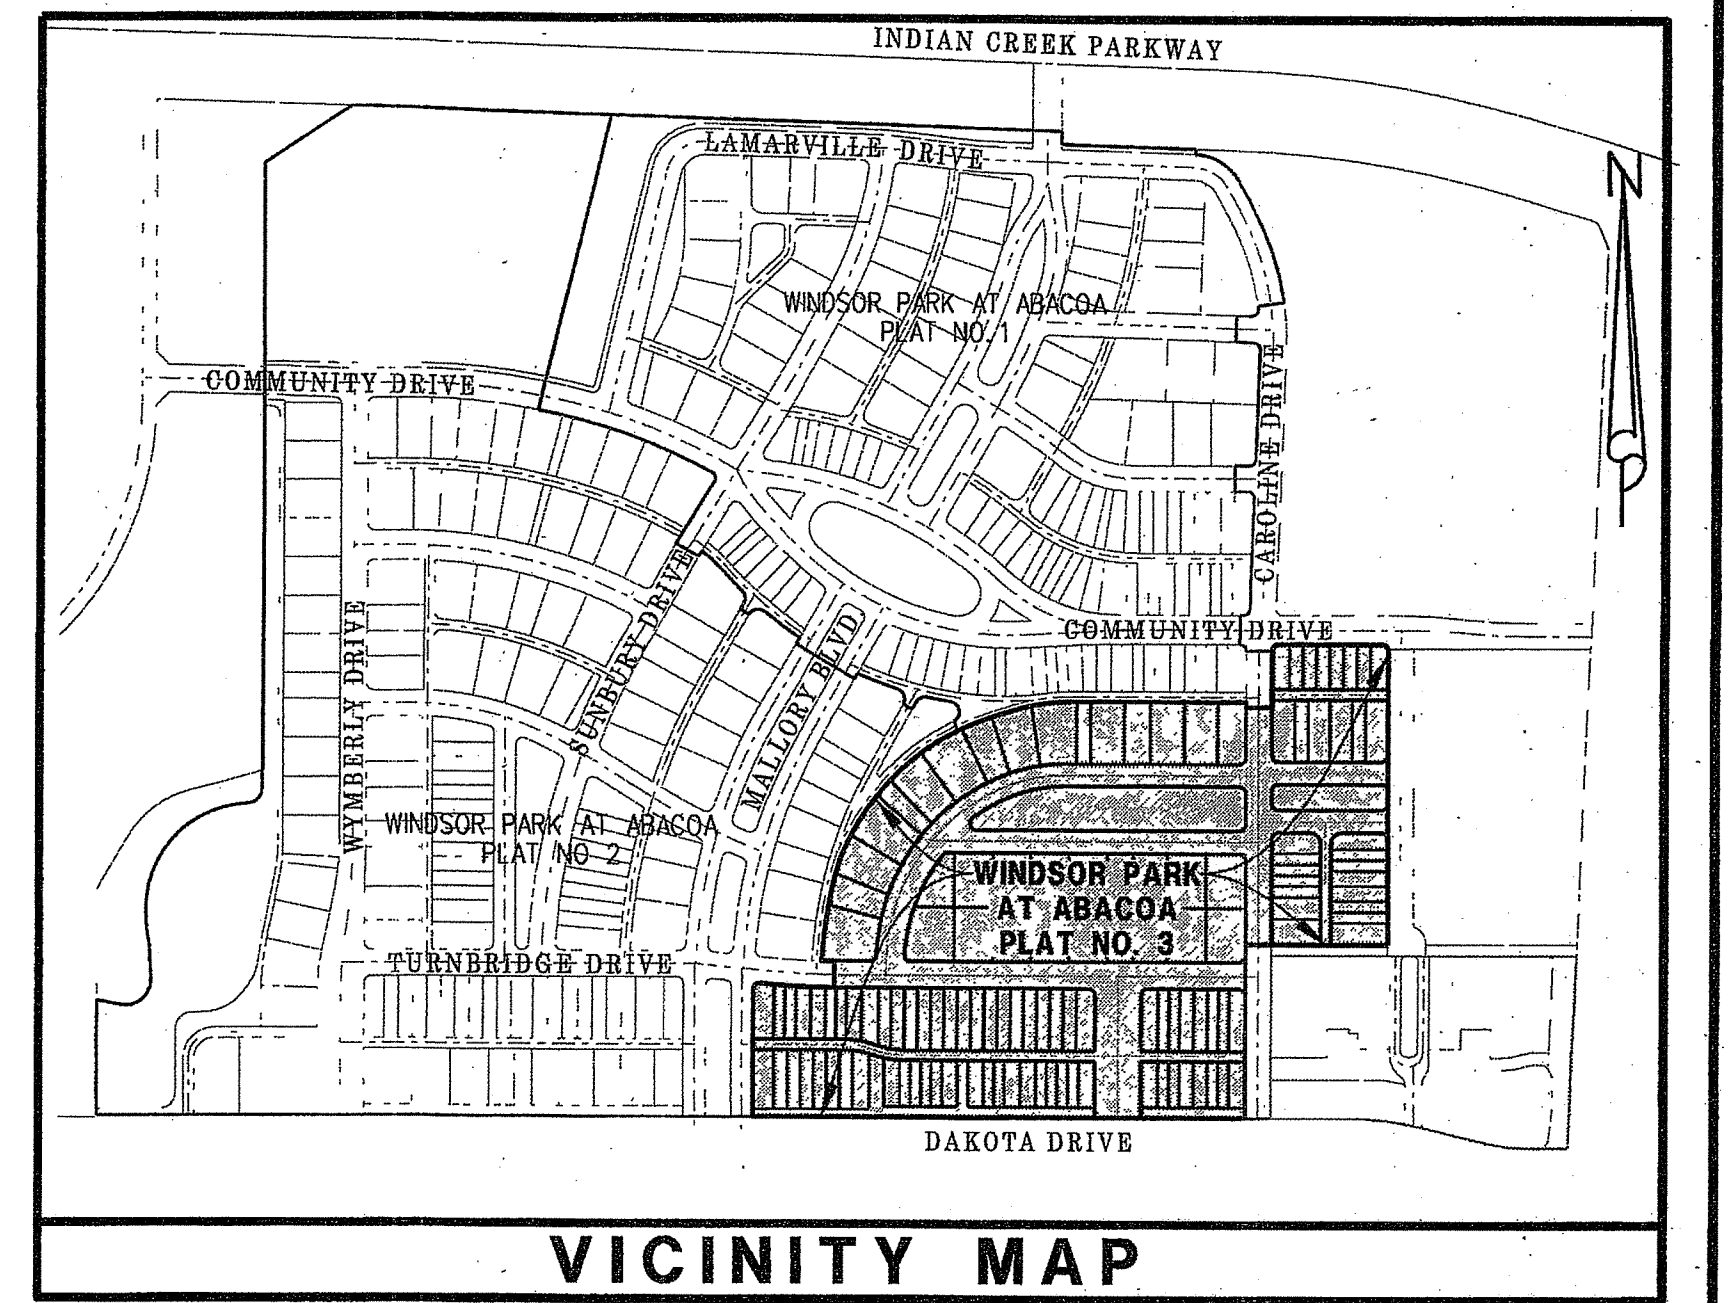 INDIAN CREEK PARKWAY
LAMARVILLE DRIVE
N
WINDSOR PARK AT ABACOA
PLAT NO. 1
COMMUNITY DRIVE
CAROLINE DRIVE
SUNBURY DRIVE
COMMUNITY DRIVE
WYMBERLY DRIVE
MALLORY BLVD.
WINDSOR PARK AT ABACOA
PLAT NO 2
WINDSOR PARK
AT ABACOA
PLAT NO. 3
TURNBRIDGE DRIVE
DAKOTA DRIVE
VICINITY MAP